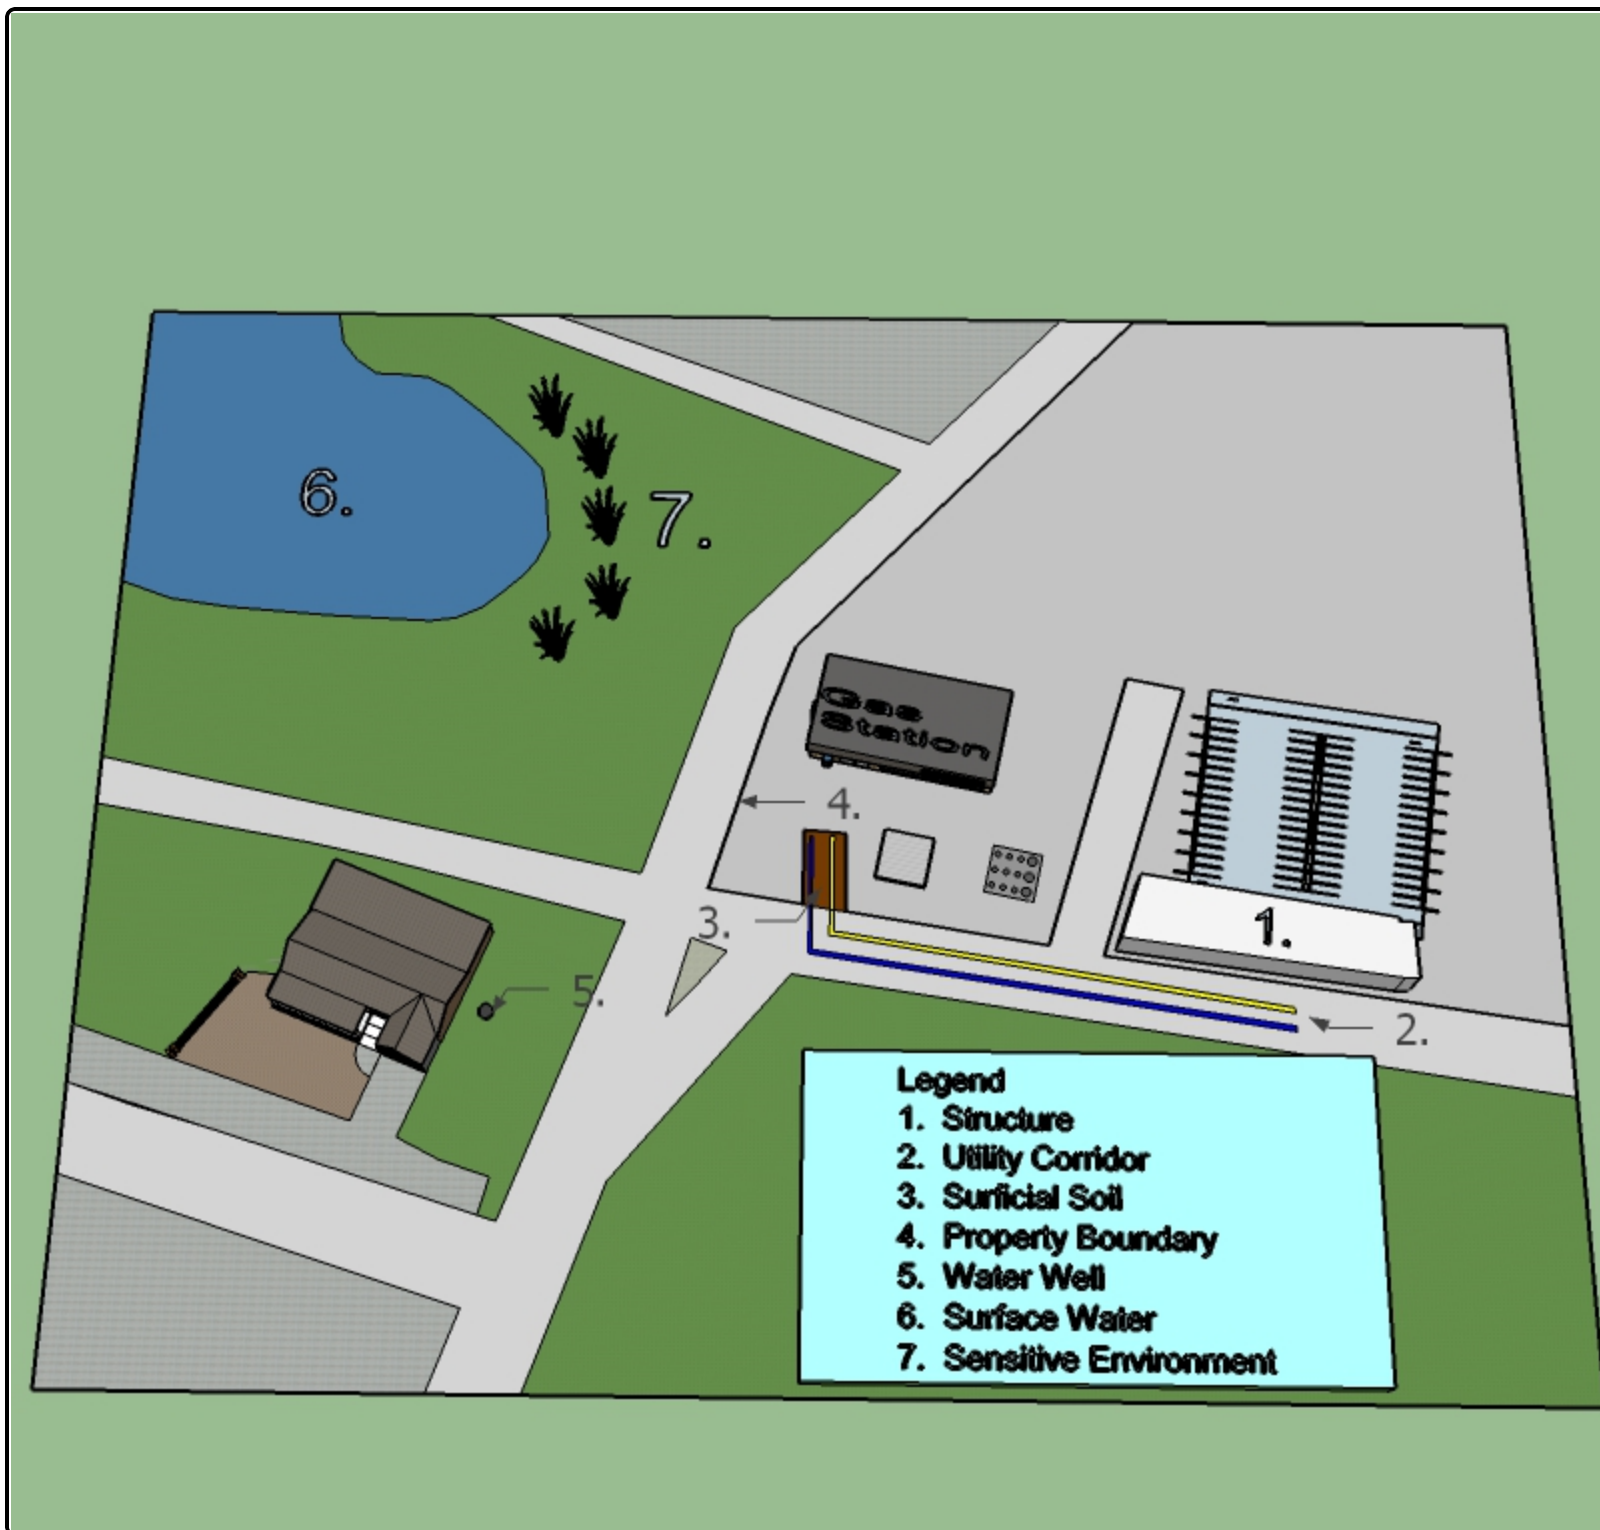 6.
7.
Gas
Station
4.
3.
1.
5.
2.
Legend
1. Structure
2. Utility Corridor
3. Surficial Soil
4. Property Boundary
5. Water Well
6. Surface Water
7. Sensitive Environment